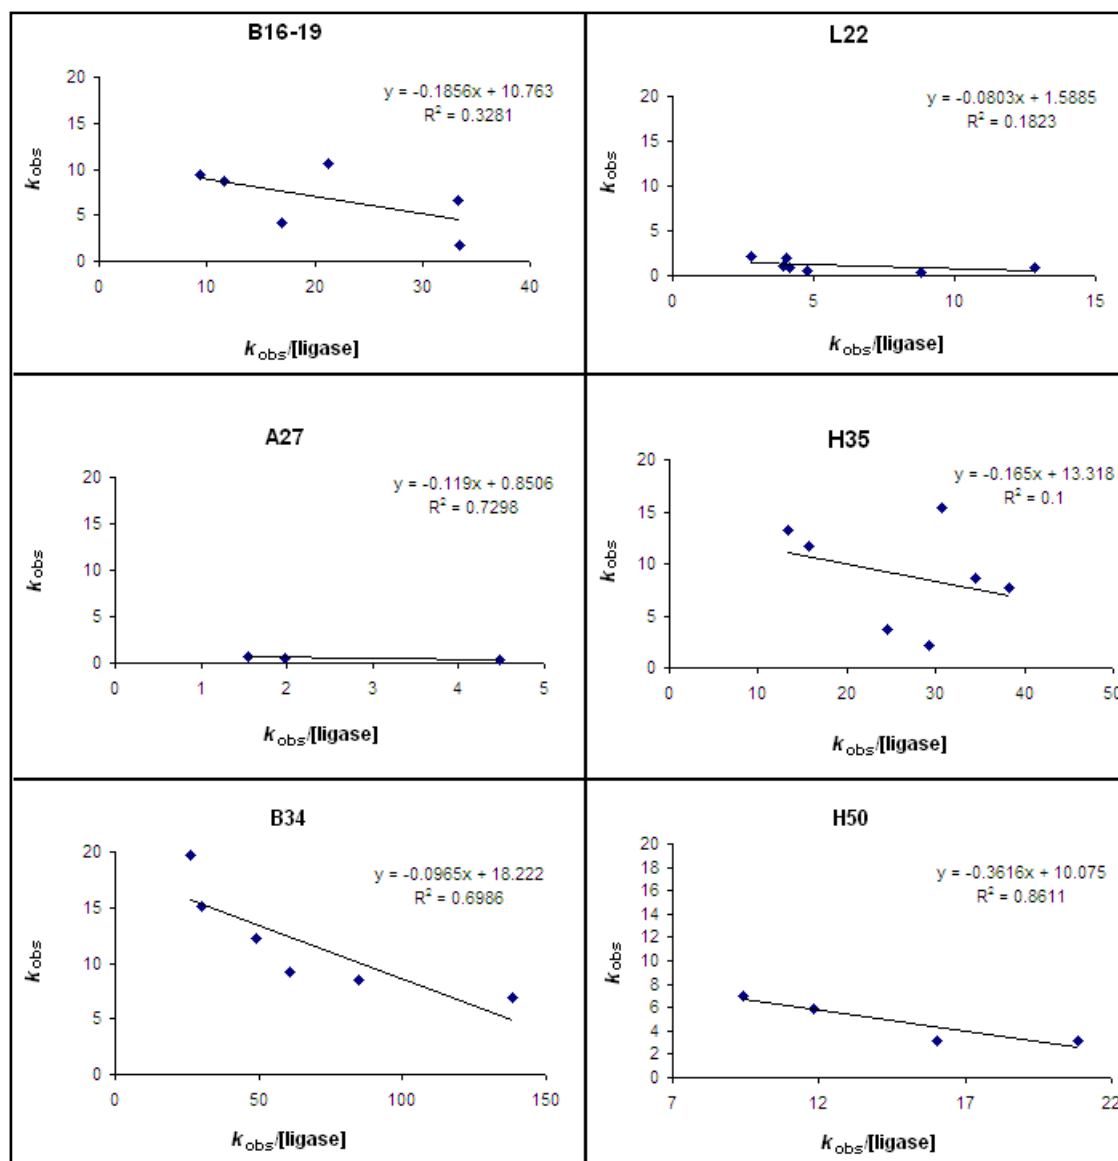 B16-19
y = -0.1856x + 10.763
R² = 0.3281
20
15
10
5
0
kobs
0 10 20 30 40
kobs/[ligase]
L22
y = -0.0803x + 1.5885
R² = 0.1823
20
15
10
5
0
kobs
0 5 10 15
kobs/[ligase]
A27
y = -0.119x + 0.8506
R² = 0.7298
20
15
10
5
0
kobs
0 1 2 3 4 5
kobs/[ligase]
H35
y = -0.165x + 13.318
R² = 0.1
20
15
10
5
0
kobs
0 10 20 30 40 50
kobs/[ligase]
B34
y = -0.0965x + 18.222
R² = 0.6986
20
15
10
5
0
kobs
0 50 100 150
kobs/[ligase]
H50
y = -0.3616x + 10.075
R² = 0.8611
20
18
16
14
12
10
8
6
4
2
0
kobs
7 12 17 22
kobs/[ligase]